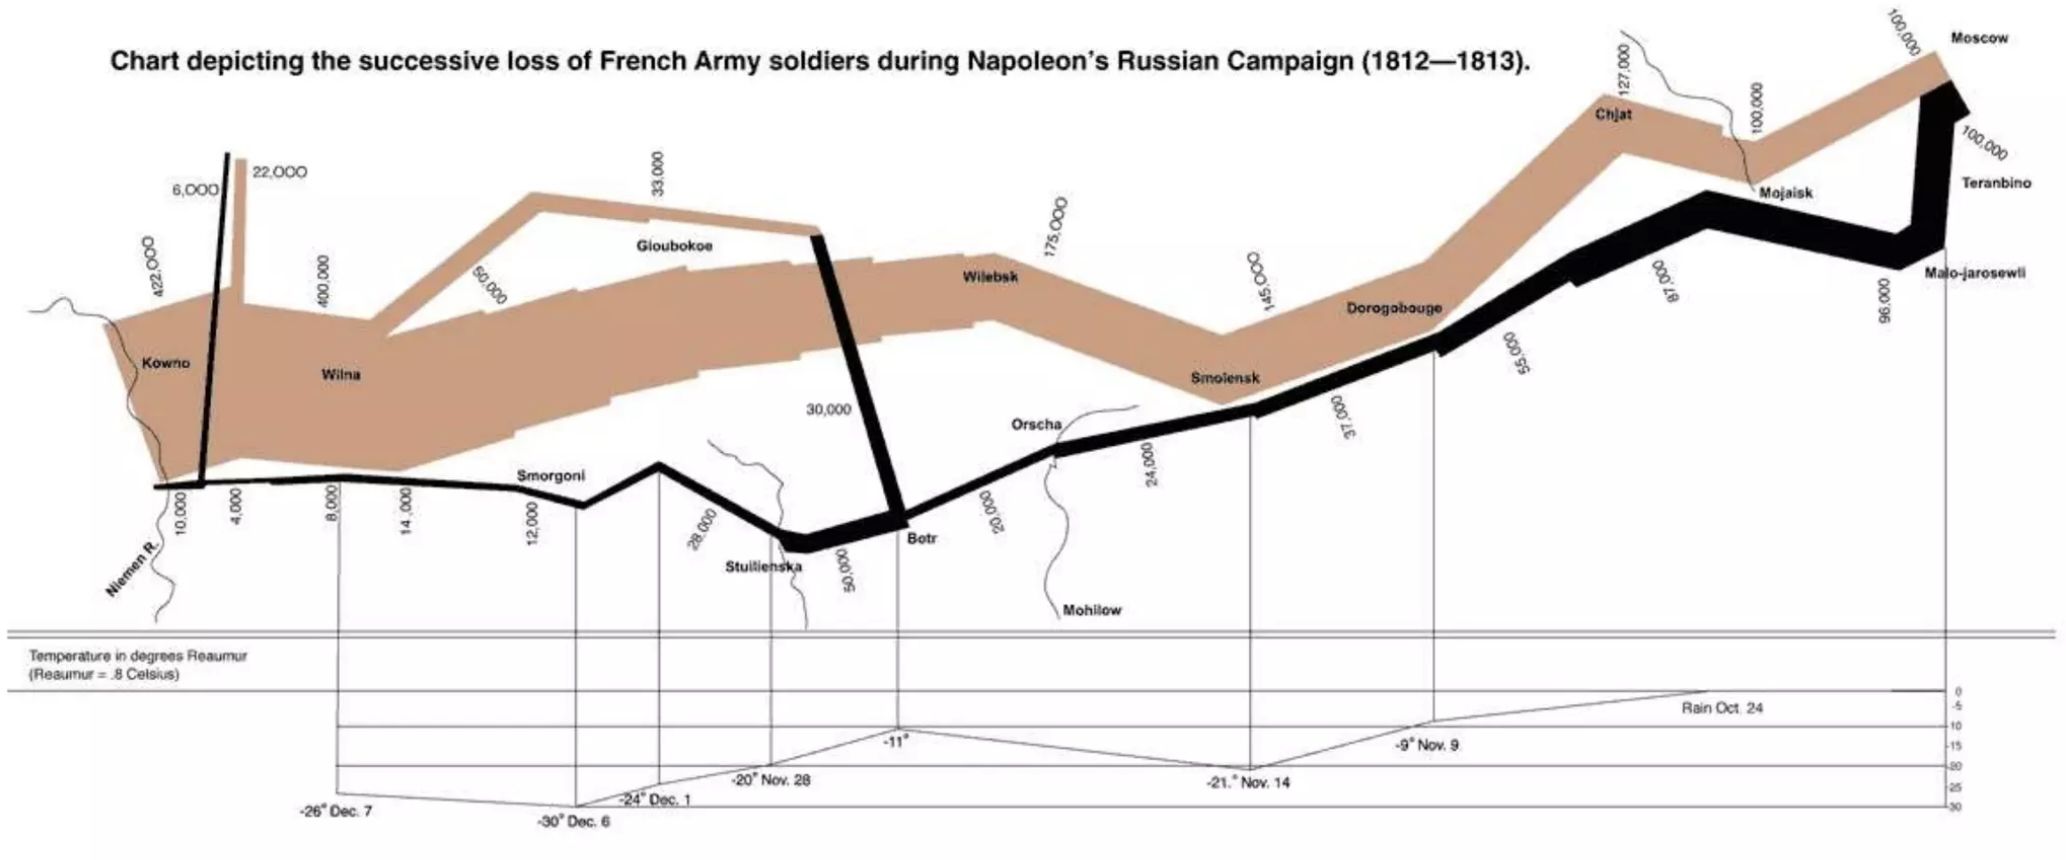 Chart depicting the successive loss of French Army soldiers during Napoleon's Russian Campaign (1812—1813).
100,000
Moscow
127,000
100,000
Chjat
100,000
Teranbino
Mojaisk
6,000
22,000
33,000
175,000
422,000
400,000
50,000
Gloubokoe
Wilebsk
145,000
Dorogobouge
87,000
96,000
Malo-jarosewli
Kowno
Wilna
Smolensk
55,000
30,000
Orscha
37,000
24,000
Smorgoni
10,000
4,000
8,000
14,000
12,000
28,000
20,000
Botr
Stuilienska
50,000
Niemen R.
Mohilow
Temperature in degrees Reaumur
(Reaumur = .8 Celsius)
0
-5
-10
-15
-20
-25
-30
Rain Oct. 24
-9° Nov. 9
-11°
-21.° Nov. 14
-20° Nov. 28
-24° Dec. 1
-30° Dec. 6
-26° Dec. 7